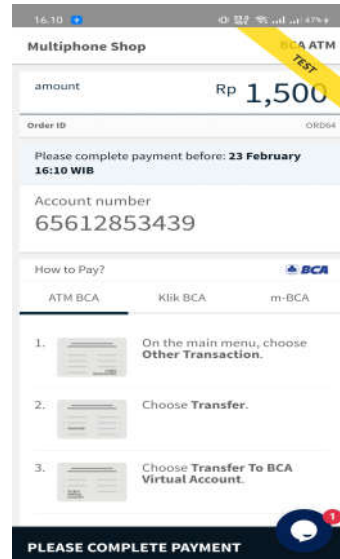 16.10
47%
Multiphone Shop
BCA ATM
TEST
amount
Rp 1,500
Order ID
ORD64
Please complete payment before: 23 February
16:10 WIB
Account number
65612853439
How to Pay?
BCA
ATM BCA
Klik BCA
m-BCA
1.
On the main menu, choose
Other Transaction.
2.
Choose Transfer.
3.
Choose Transfer To BCA
Virtual Account.
1
PLEASE COMPLETE PAYMENT